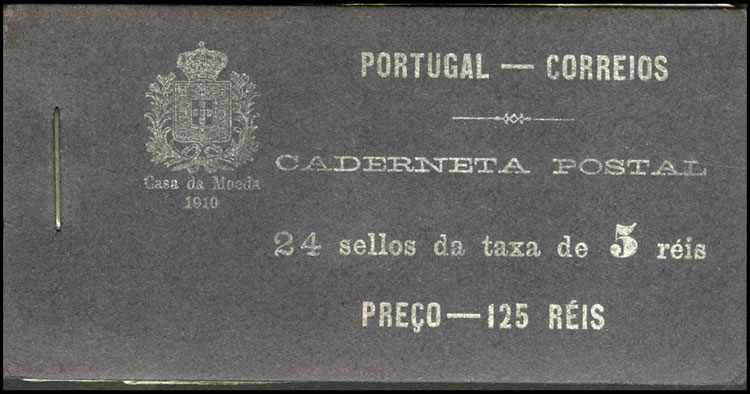 PORTUGAL — CORREIOS
CADERNETA POSTAL
Casa da Moeda
1910
24 sellos da taxa de 5 réis
PREÇO — 125 RÉIS